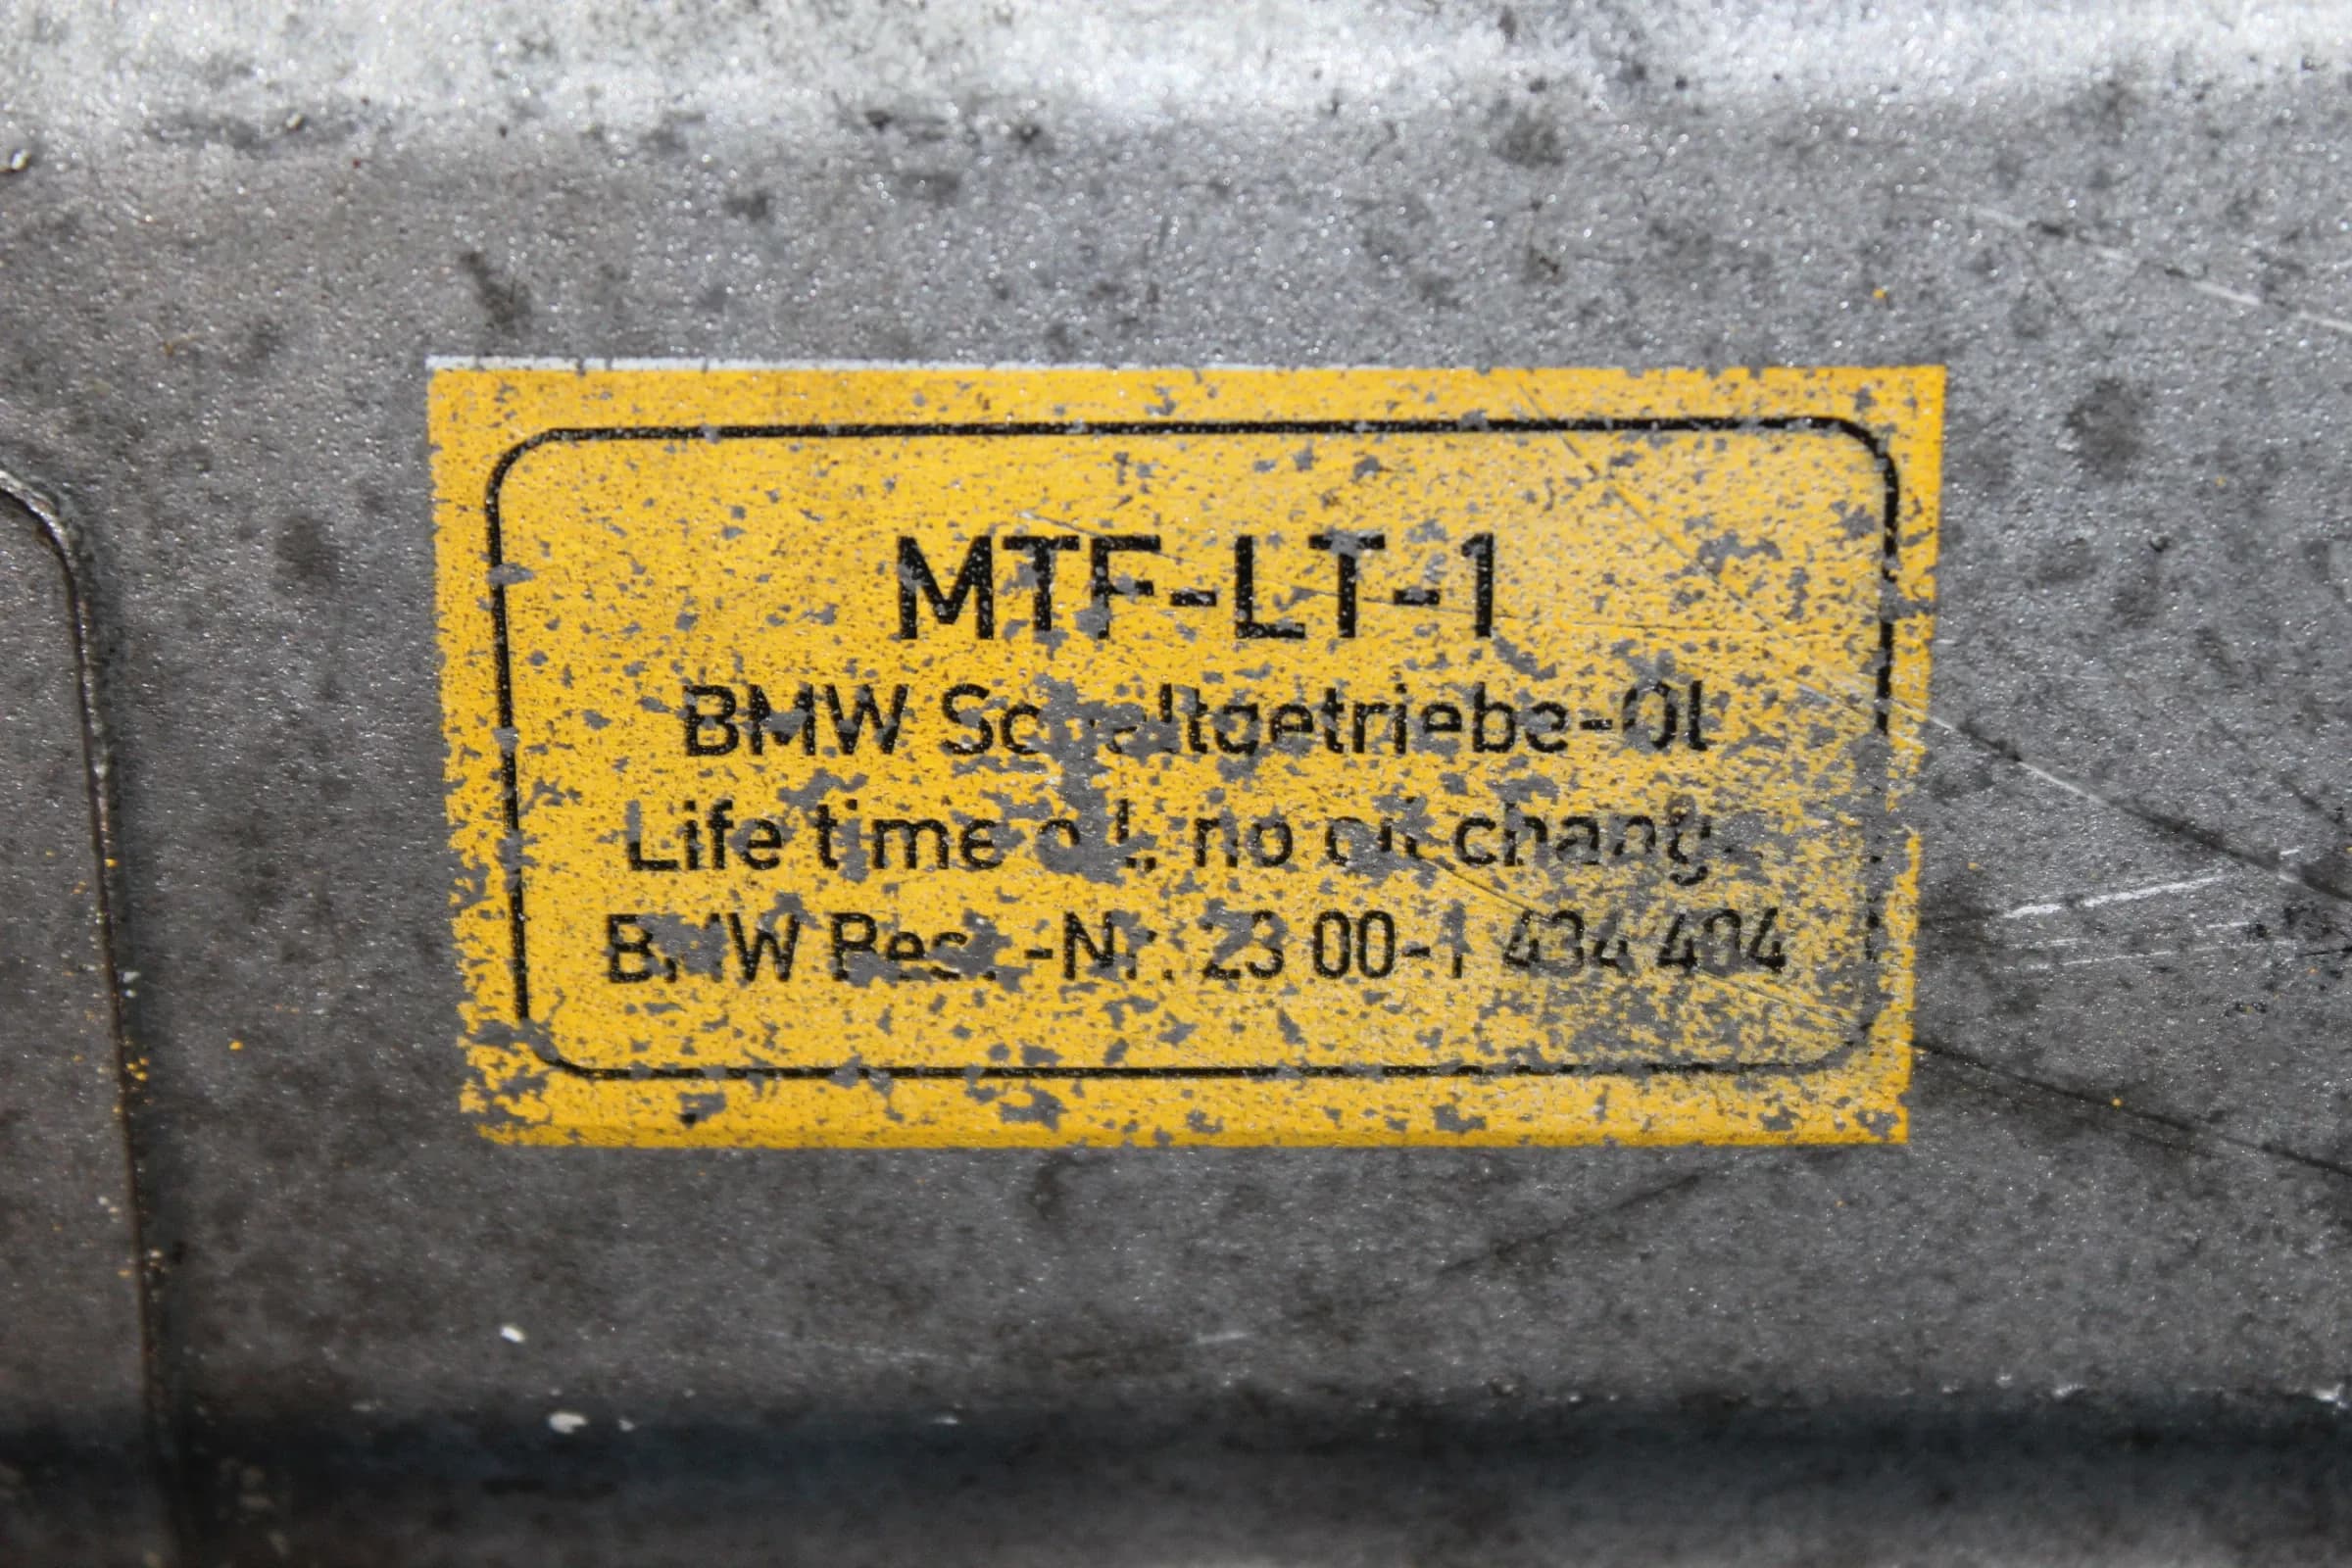 MTF-LT-1
BMW Schaltgetriebe-Öl
Life time oil, no oil change
BMW Best.-Nr. 23 00-1 434 404